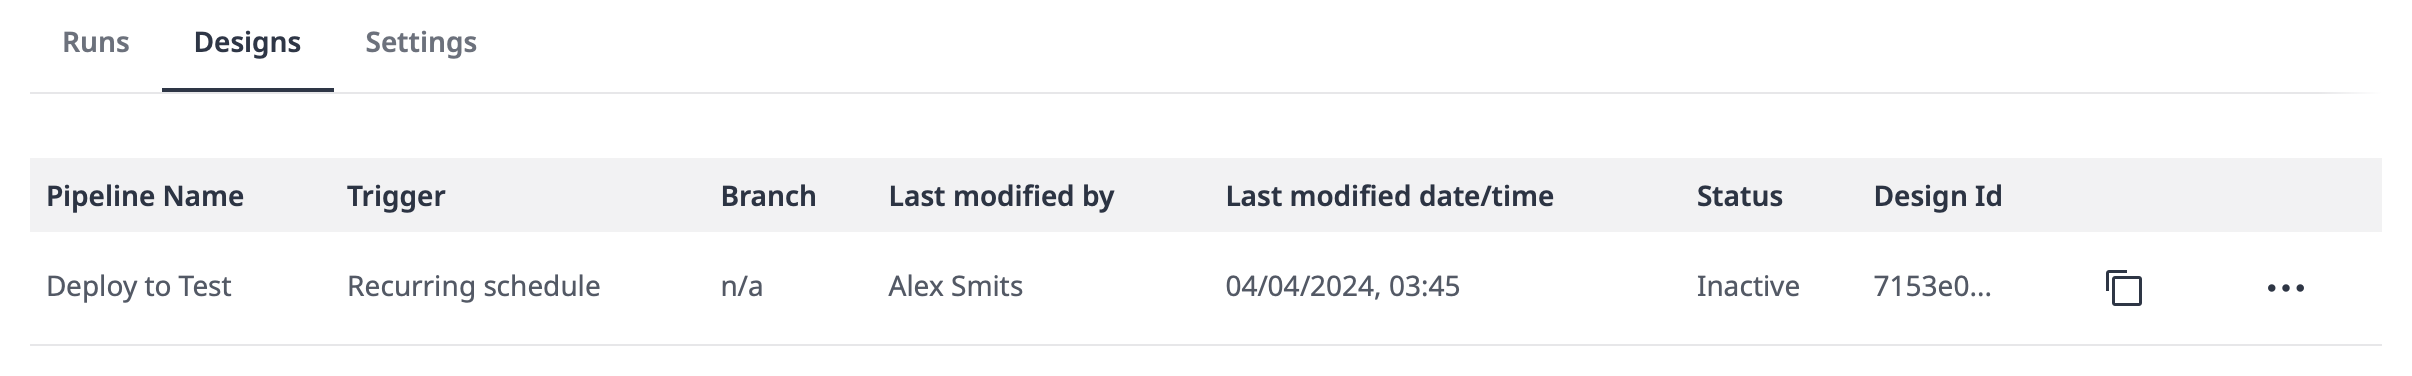 Runs Designs Settings
Pipeline Name Trigger Branch Last modified by Last modified date/time Status Design Id
Deploy to Test Recurring schedule n/a Alex Smits 04/04/2024, 03:45 Inactive 7153e0...